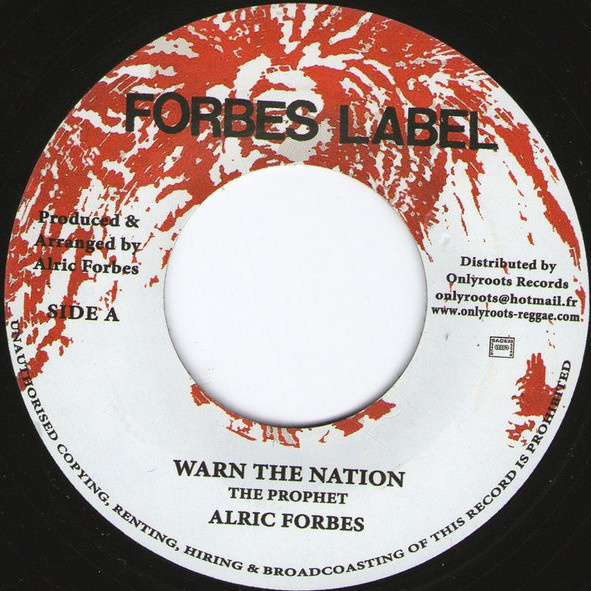 FORBES LABEL
Produced &
Arranged by
Alric Forbes
SIDE A
Distributed by
Onlyroots Records
onlyroots@hotmail.fr
www.onlyroots-reggae.com
WARN THE NATION
THE PROPHET
ALRIC FORBES
UNAUTHORISED COPYING, RENTING, HIRING & BROADCOASTING OF THIS RECORD IS PROHIBITED